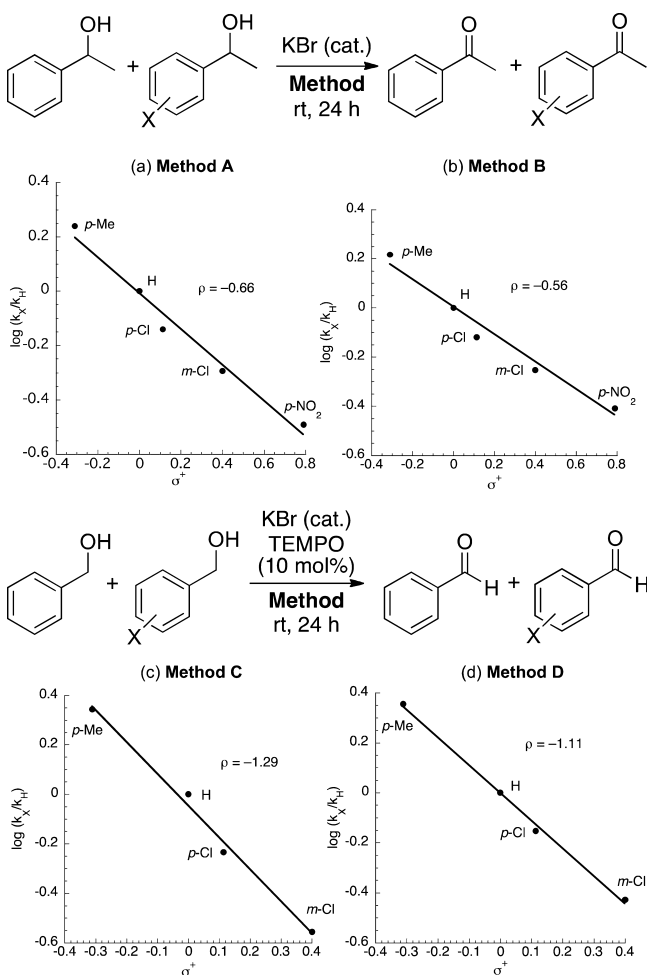 OH OH O O
KBr (cat.)
+ Method +
rt, 24 h
X X
(a) Method A
0.4
0.2
0
-0.2
-0.4
-0.6
log (kX/kH)
p-Me
H
ρ = −0.66
p-Cl
m-Cl
p-NO2
-0.4 -0.2 0 0.2 0.4 0.6 0.8
σ+
(b) Method B
0.4
0.2
0
-0.2
-0.4
-0.6
log (kX/kH)
p-Me
H
ρ = −0.56
p-Cl
m-Cl
p-NO2
-0.4 -0.2 0 0.2 0.4 0.6 0.8
σ+
KBr (cat.)
OH OH TEMPO O O
(10 mol%)
+ H + H
Method
X rt, 24 h X
(c) Method C
0.4
0.2
0
-0.2
-0.4
-0.6
log (kX/kH)
p-Me
ρ = −1.29
H
p-Cl
m-Cl
-0.4 -0.3 -0.2 -0.1 0 0.1 0.2 0.3 0.4
σ+
(d) Method D
0.4
0.2
0
-0.2
-0.4
-0.6
log (kX/kH)
p-Me
ρ = −1.11
H
p-Cl
m-Cl
-0.4 -0.3 -0.2 -0.1 0 0.1 0.2 0.3 0.4
σ+